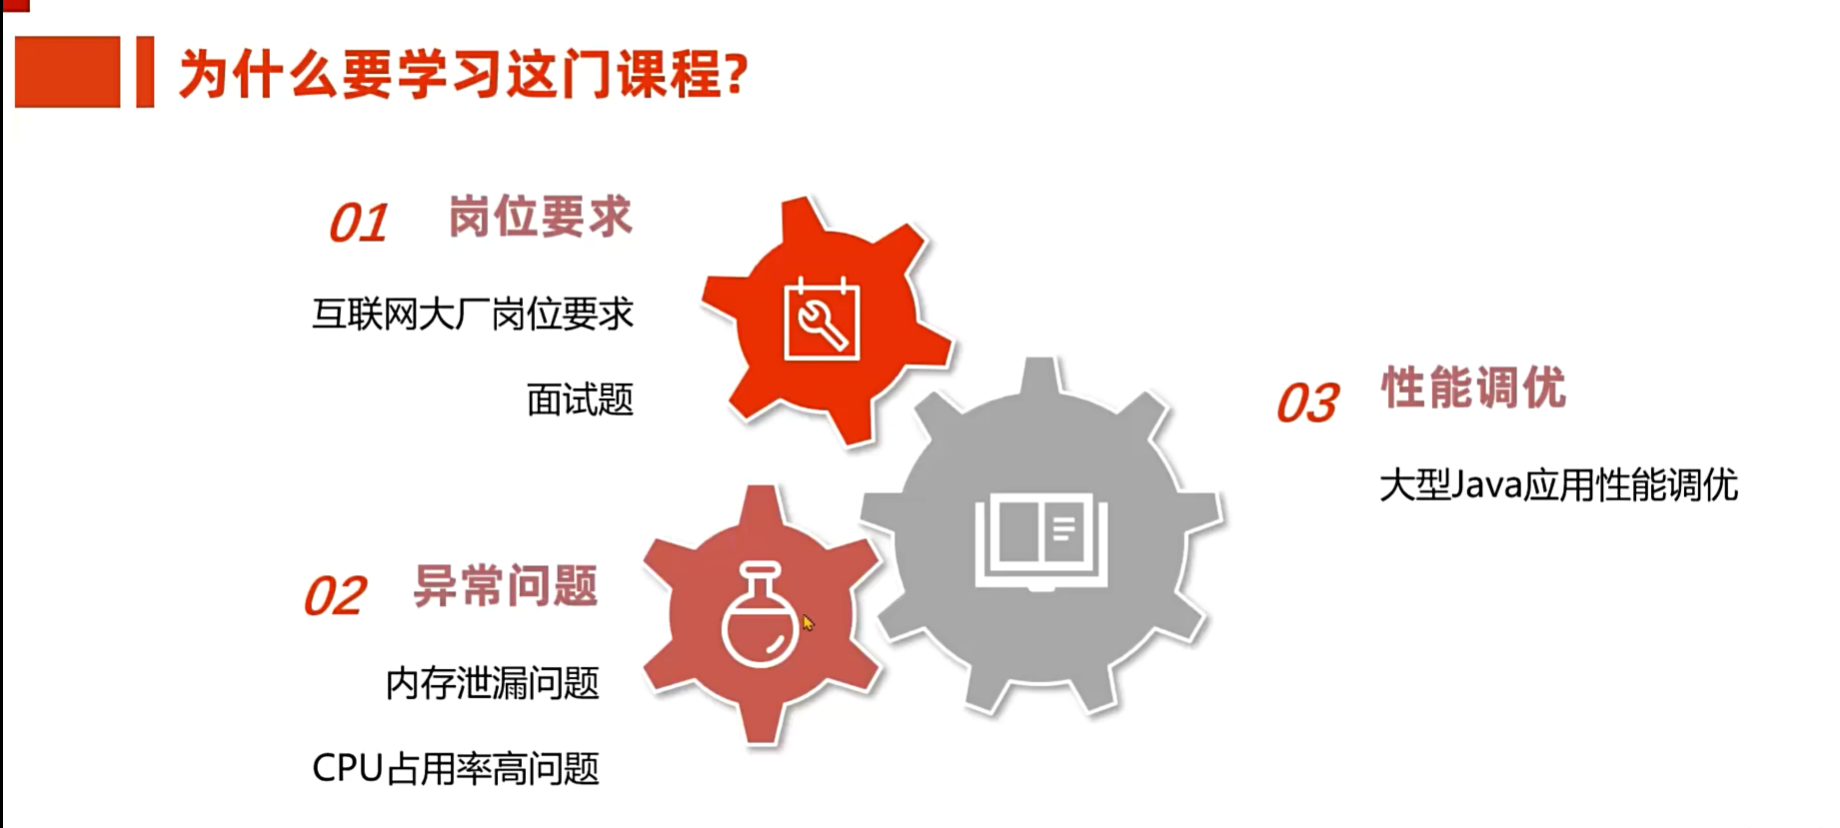 为什么要学习这门课程?
01 岗位要求
互联网大厂岗位要求
面试题
02 异常问题
内存泄漏问题
CPU占用率高问题
03 性能调优
大型Java应用性能调优